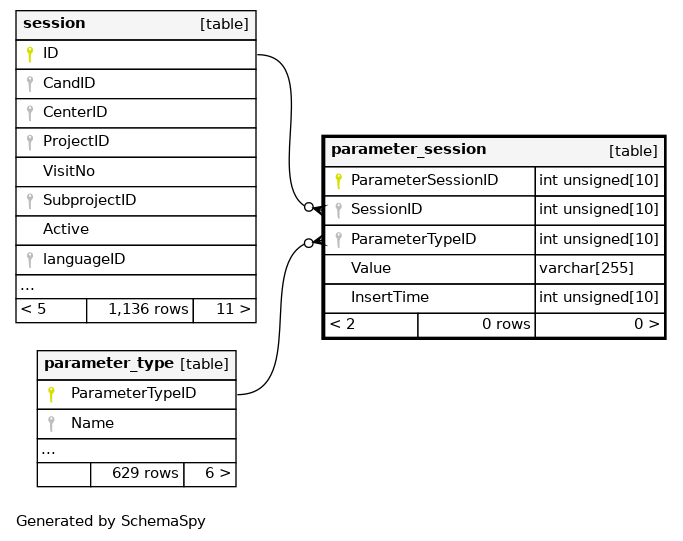 session [table]
ID
CandID
CenterID
ProjectID
VisitNo
SubprojectID
Active
languageID
...
< 5 1,136 rows 11 >
parameter_session [table]
ParameterSessionID int unsigned[10]
SessionID int unsigned[10]
ParameterTypeID int unsigned[10]
Value varchar[255]
InsertTime int unsigned[10]
< 2 0 rows 0 >
parameter_type [table]
ParameterTypeID
Name
...
629 rows 6 >
Generated by SchemaSpy